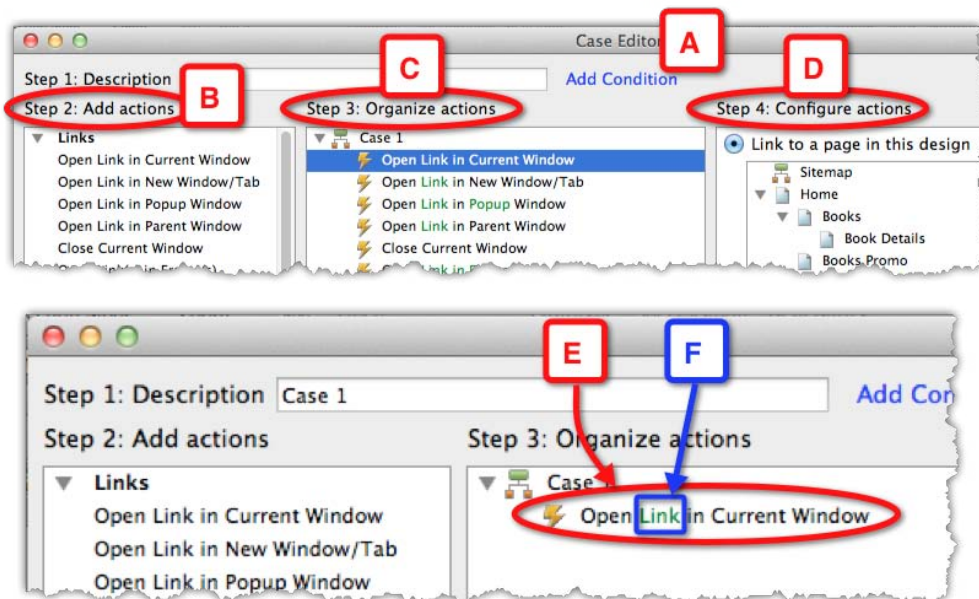 Case Editor
A
Step 1: Description
Add Condition
B
C
D
Step 2: Add actions
Step 3: Organize actions
Step 4: Configure actions
Links
Open Link in Current Window
Open Link in New Window/Tab
Open Link in Popup Window
Open Link in Parent Window
Close Current Window
Case 1
Open Link in Current Window
Open Link in New Window/Tab
Open Link in Popup Window
Open Link in Parent Window
Close Current Window
Link to a page in this design
Sitemap
Home
Books
Book Details
Books Promo
E
F
Step 1: Description Case 1
Add Con
Step 2: Add actions
Step 3: Organize actions
Links
Open Link in Current Window
Open Link in New Window/Tab
Open Link in Popup Window
Case
Open Link in Current Window